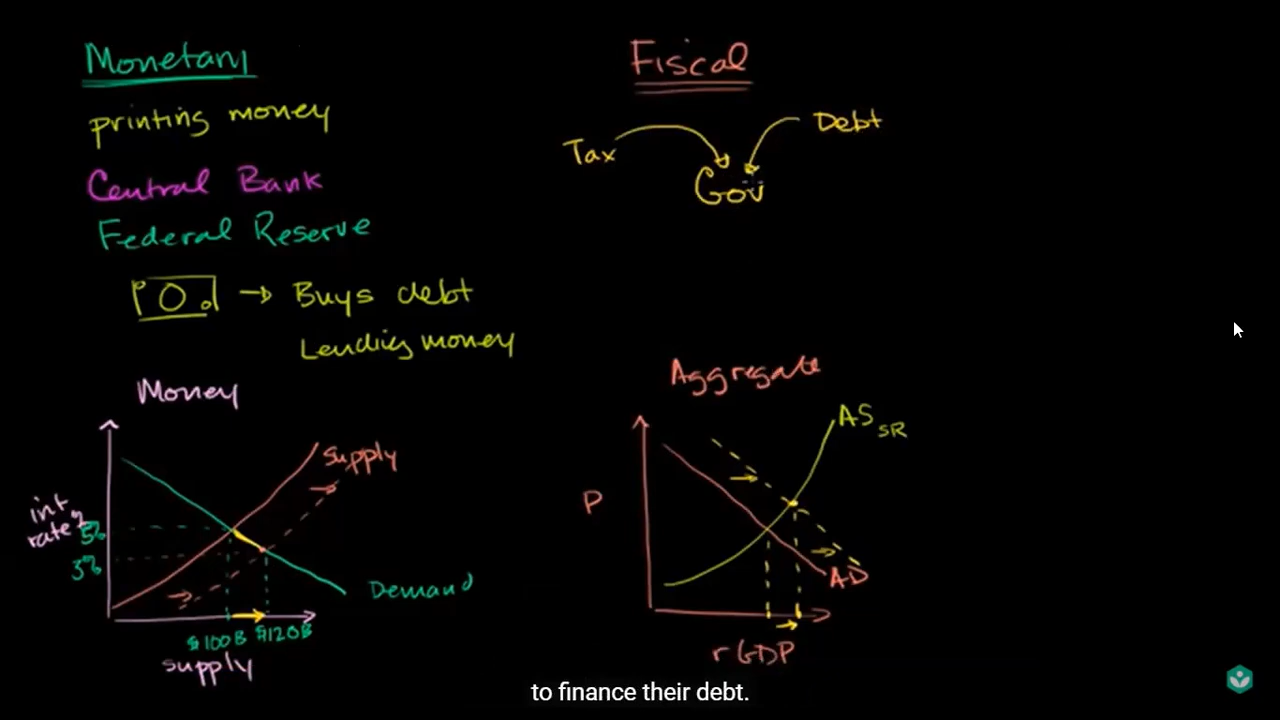 Monetary
printing money
Central Bank
Federal Reserve
→ Buys debt
Lending money
Money
int rate
5%
3%
Supply
Demand
$100B $120B
supply
Fiscal
Tax
Debt
Gov
Aggregate
P
AS SR
AD
rGDP
to finance their debt.